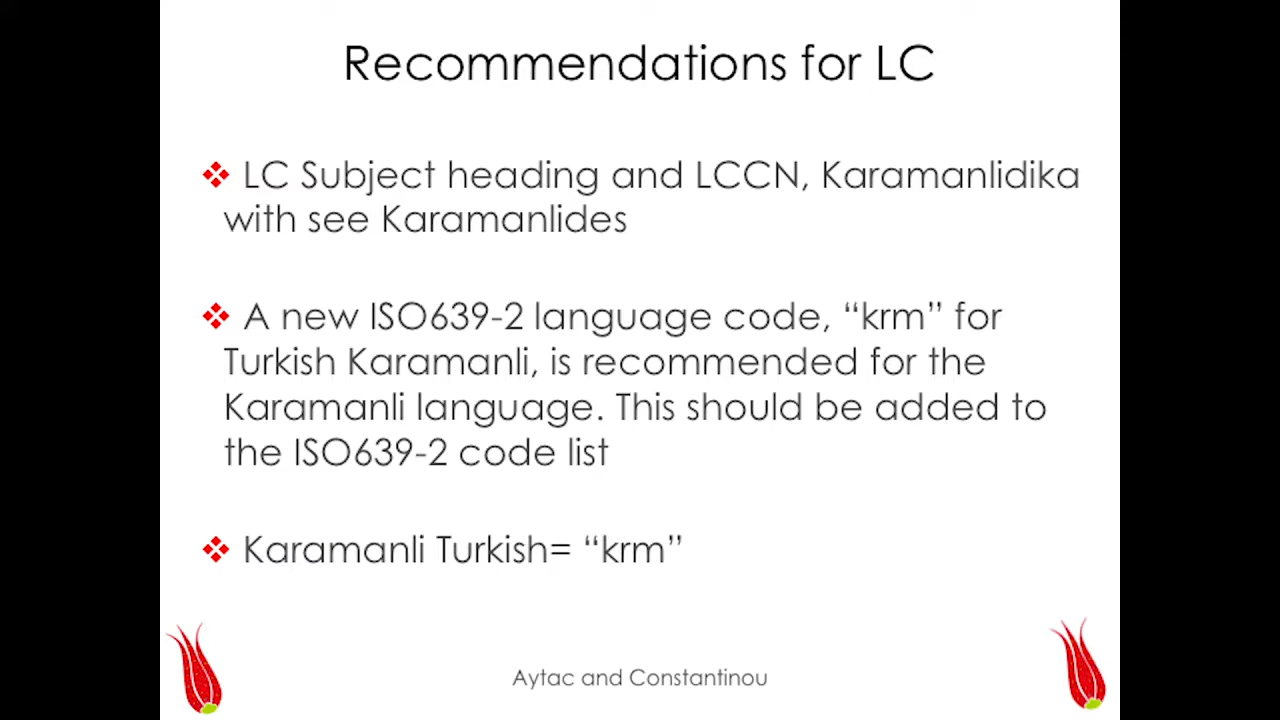 Recommendations for LC
❖ LC Subject heading and LCCN, Karamanlidika
with see Karamanlides
❖ A new ISO639-2 language code, “krm” for
Turkish Karamanli, is recommended for the
Karamanli language. This should be added to
the ISO639-2 code list
❖ Karamanli Turkish= “krm”
Aytac and Constantinou